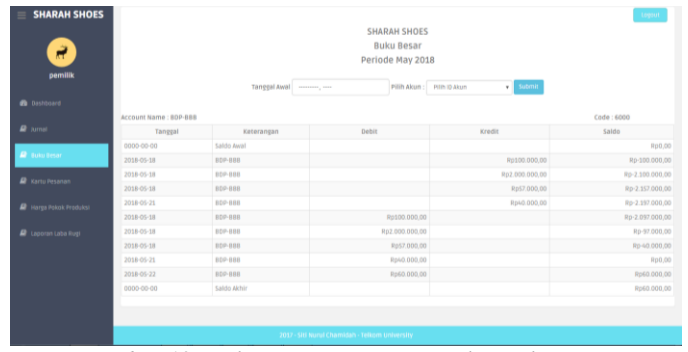 SHARAH SHOES
Logout
pemilik
Dashboard
Jurnal
Buku Besar
Kartu Pesanan
Harga Pokok Produksi
Laporan Laba Rugi
SHARAH SHOES
Buku Besar
Periode May 2018
Tanggal Awal ---------, ---- Pilih Akun : Pilih ID Akun Submit
Account Name : BDP-BBB Code : 6000
Tanggal Keterangan Debit Kredit Saldo
0000-00-00 Saldo Awal Rp0,00
2018-05-18 BDP-BBB Rp100.000,00 Rp-100.000,00
2018-05-18 BDP-BBB Rp2.000.000,00 Rp-2.100.000,00
2018-05-18 BDP-BBB Rp57.000,00 Rp-2.157.000,00
2018-05-21 BDP-BBB Rp40.000,00 Rp-2.197.000,00
2018-05-18 BDP-BBB Rp100.000,00 Rp-2.097.000,00
2018-05-18 BDP-BBB Rp2.000.000,00 Rp-97.000,00
2018-05-18 BDP-BBB Rp57.000,00 Rp-40.000,00
2018-05-21 BDP-BBB Rp40.000,00 Rp0,00
2018-05-22 BDP-BBB Rp60.000,00 Rp60.000,00
0000-00-00 Saldo Akhir Rp60.000,00
2017 - Siti Nurul Chamidah - Telkom University